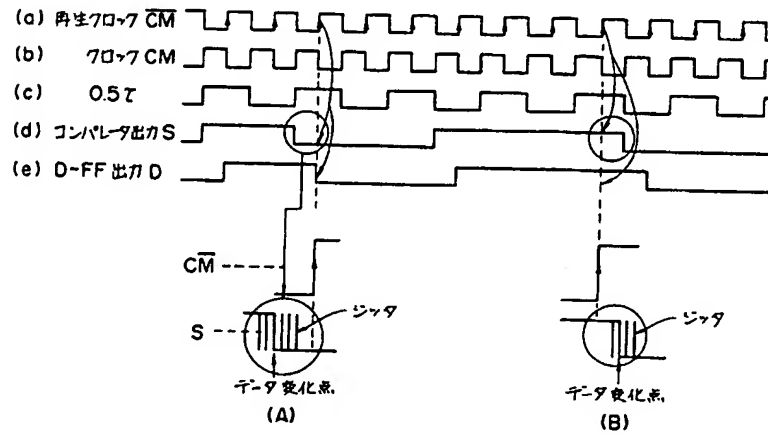 (a) 再生クロック C̅M̅
(b) クロック CM
(c) 0.5τ
(d) コンパレータ出力 S
(e) D-FF 出力 D
CM̅
S
ジッタ
データ変化点
(A)
ジッタ
データ変化点
(B)